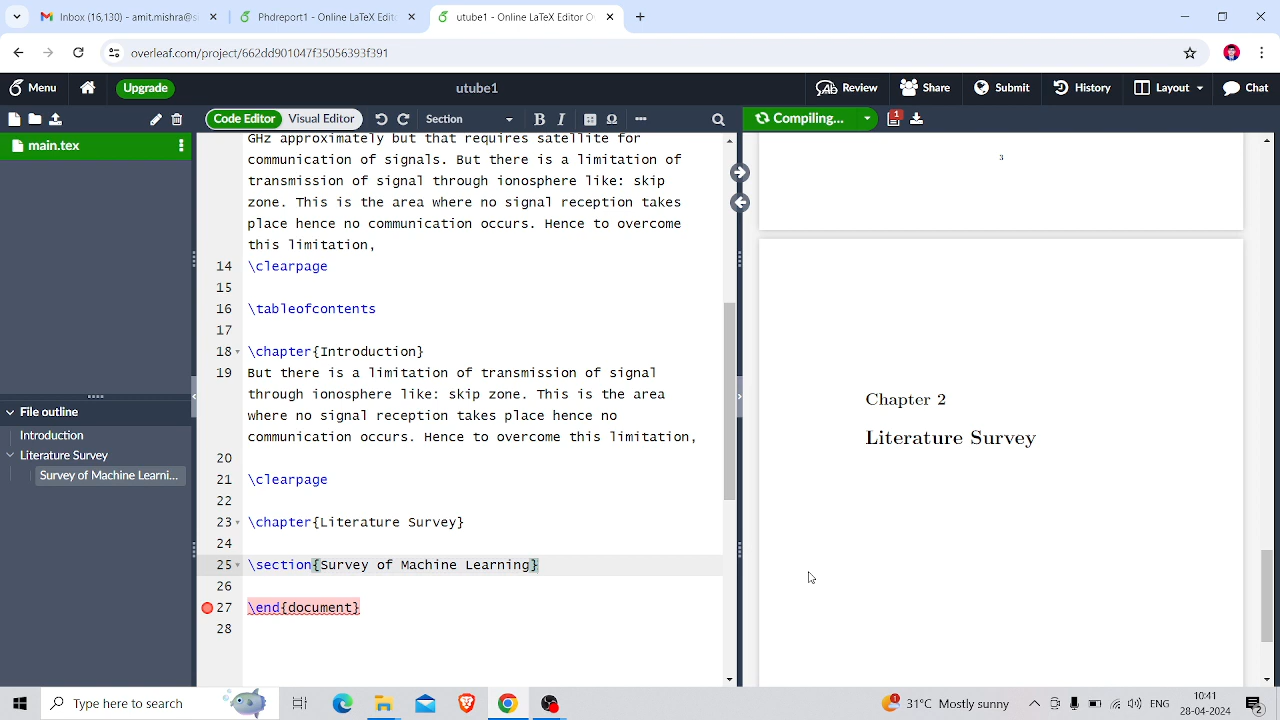 Inbox (16,130) - amit.mishra@s
Phdreport1 - Online LaTeX Edit
utube1 - Online LaTeX Editor O
overleaf.com/project/662dd901047f35056393f391
Menu
Upgrade
utube1
Review
Share
Submit
History
Layout
Chat
Code Editor
Visual Editor
Section
B
I
Ω
Compiling...
1
main.tex
GHz approximately but that requires satellite for
communication of signals. But there is a limitation of
transmission of signal through ionosphere like: skip
zone. This is the area where no signal reception takes
place hence no communication occurs. Hence to overcome
this limitation,
14 \clearpage
15
16 \tableofcontents
17
18 \chapter{Introduction}
19 But there is a limitation of transmission of signal
through ionosphere like: skip zone. This is the area
where no signal reception takes place hence no
communication occurs. Hence to overcome this limitation,
20
21 \clearpage
22
23 \chapter{Literature Survey}
24
25 \section{Survey of Machine Learning}
26
27 \end{document}
28
File outline
Introduction
Literature Survey
Survey of Machine Learni...
3
Chapter 2
Literature Survey
Type here to search
1
31°C Mostly sunny
ENG
10:41
28-04-2024
2